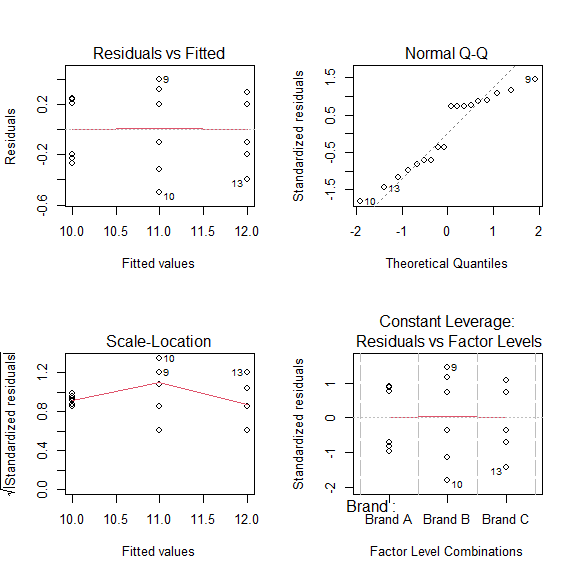 Residuals vs Fitted
Residuals
0.2
-0.2
-0.6
9
10
13
10.0 10.5 11.0 11.5 12.0
Fitted values
Normal Q-Q
Standardized residuals
1.5
0.5
-0.5
-1.5
9
13
10
-2 -1 0 1 2
Theoretical Quantiles
Scale-Location
√|Standardized residuals|
1.2
0.8
0.4
0.0
10
9
13
10.0 10.5 11.0 11.5 12.0
Fitted values
Constant Leverage:
Residuals vs Factor Levels
Standardized residuals
1
0
-1
-2
9
13
10
Brand :
Brand A Brand B Brand C
Factor Level Combinations